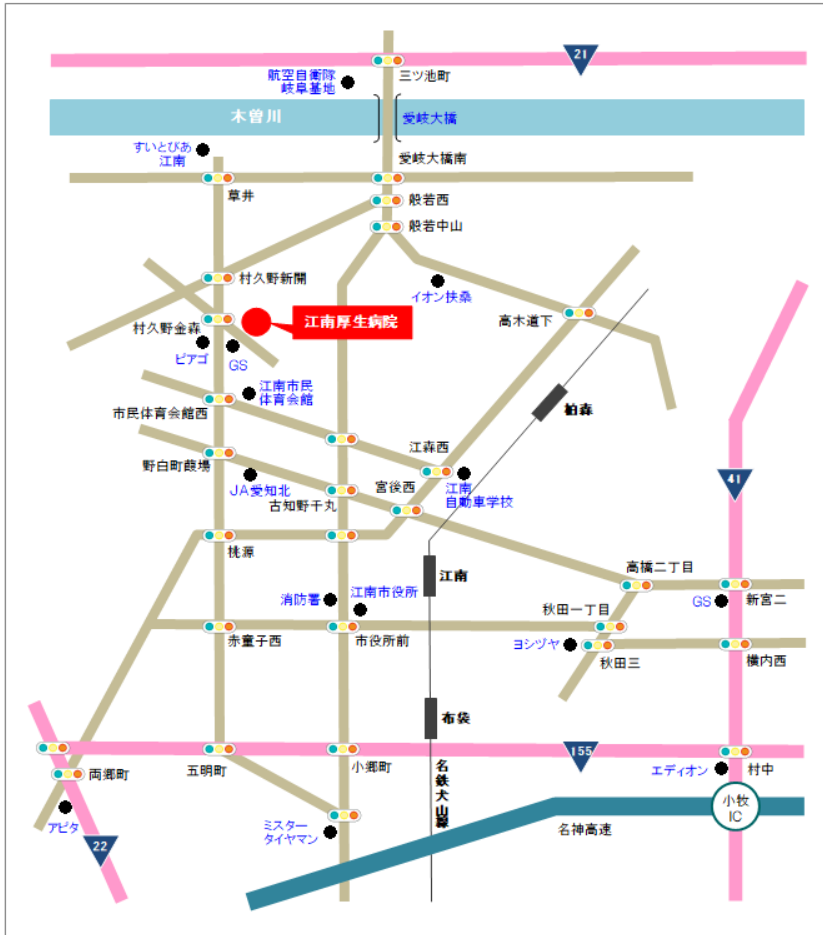 21
三ツ池町
航空自衛隊
岐阜基地
木曽川
愛岐大橋
すいとぴあ
江南
愛岐大橋南
草井
般若西
般若中山
村久野新開
イオン扶桑
江南厚生病院
高木道下
村久野金森
ピアゴ
GS
江南市民
体育会館
柏森
市民体育会館西
江森西
野白町葭場
宮後西
江南
自動車学校
41
JA愛知北
古知野千丸
桃源
江南
高橋二丁目
消防署
江南市役所
秋田一丁目
GS
新宮二
赤童子西
市役所前
ヨシヅヤ
秋田三
横内西
布袋
155
両郷町
五明町
小郷町
名鉄犬山線
エディオン
村中
アピタ
ミスター
タイヤマン
名神高速
小牧
IC
22